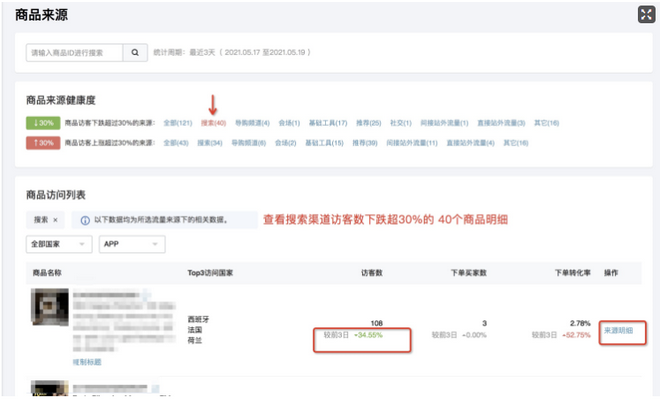 商品来源
请输入商品ID进行搜索
统计周期：最近3天（ 2021.05.17 至2021.05.19 ）
商品来源健康度
↓30% 商品访客下跌超过30%的来源： 全部(121) 搜索(40) 导购频道(4) 会场(1) 基础工具(17) 推荐(25) 社交(1) 间接站外流量(1) 直接站外流量(3) 其它(16)
↑30% 商品访客上涨超过30%的来源： 全部(43) 搜索(34) 导购频道(6) 会场(2) 基础工具(15) 推荐(39) 间接站外流量(11) 直接站外流量(4) 其它(16)
商品访问列表
搜索 × 以下数据均为所选流量来源下的相关数据。 查看搜索渠道访客数下跌超30%的 40个商品明细
全部国家 APP
商品名称 Top3访问国家 访客数 下单买家数 下单转化率 操作
西班牙
法国
荷兰
108 3 2.78% 来源明细
较前3日 -34.55% 较前3日 +0.00% 较前3日 +52.75%
复制标题